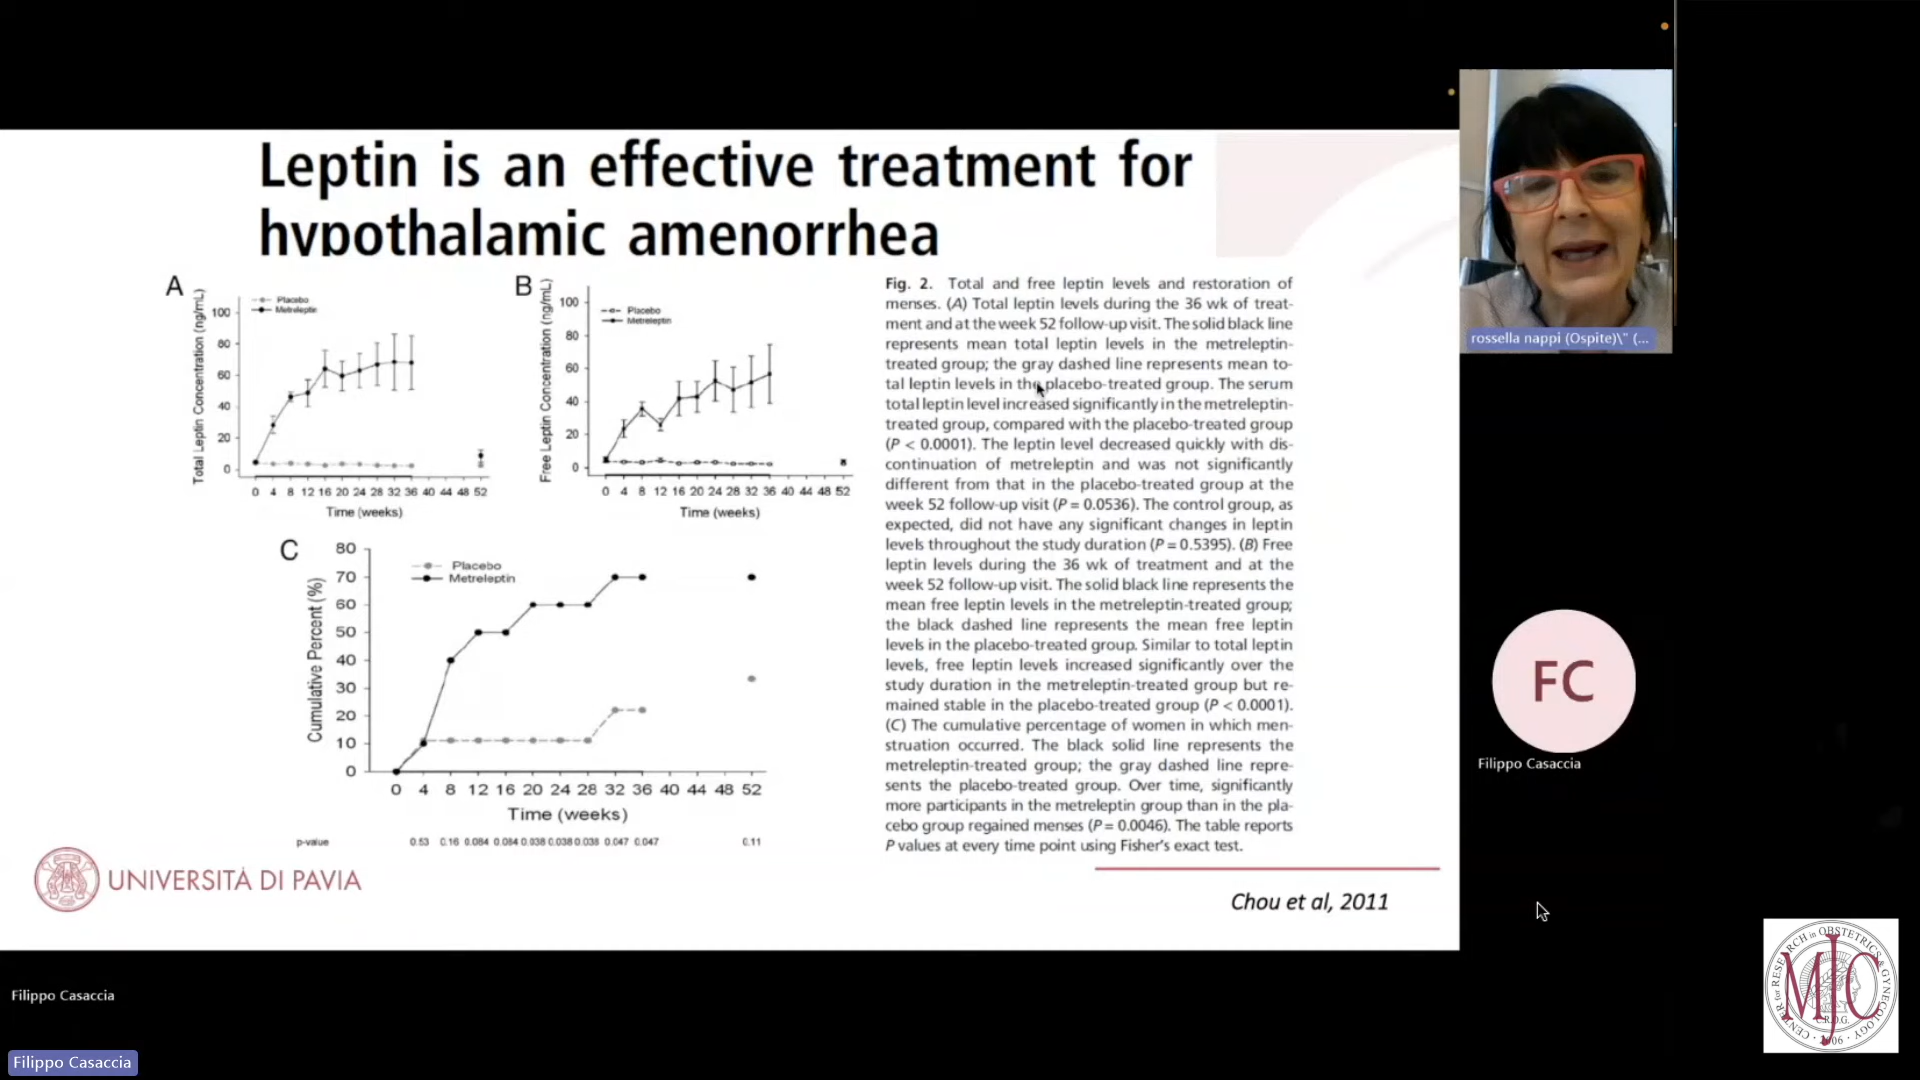 Leptin is an effective treatment for
hypothalamic amenorrhea
A
Total Leptin Concentration (ng/mL)
Placebo
Metreleptin
100
80
60
40
20
0
0 4 8 12 16 20 24 28 32 36 40 44 48 52
Time (weeks)
B
Free Leptin Concentration (ng/mL)
Placebo
Metreleptin
100
80
60
40
20
0
0 4 8 12 16 20 24 28 32 36 40 44 48 52
Time (weeks)
C
Cumulative Percent (%)
Placebo
Metreleptin
80
70
60
50
40
30
20
10
0
0 4 8 12 16 20 24 28 32 36 40 44 48 52
Time (weeks)
p-value 0.53 0.16 0.084 0.084 0.038 0.038 0.038 0.047 0.047 0.11
Fig. 2. Total and free leptin levels and restoration of
menses. (A) Total leptin levels during the 36 wk of treat-
ment and at the week 52 follow-up visit. The solid black line
represents mean total leptin levels in the metreleptin-
treated group; the gray dashed line represents mean to-
tal leptin levels in the placebo-treated group. The serum
total leptin level increased significantly in the metreleptin-
treated group, compared with the placebo-treated group
(P < 0.0001). The leptin level decreased quickly with dis-
continuation of metreleptin and was not significantly
different from that in the placebo-treated group at the
week 52 follow-up visit (P = 0.0536). The control group, as
expected, did not have any significant changes in leptin
levels throughout the study duration (P = 0.5395). (B) Free
leptin levels during the 36 wk of treatment and at the
week 52 follow-up visit. The solid black line represents the
mean free leptin levels in the metreleptin-treated group;
the black dashed line represents the mean free leptin
levels in the placebo-treated group. Similar to total leptin
levels, free leptin levels increased significantly over the
study duration in the metreleptin-treated group but re-
mained stable in the placebo-treated group (P < 0.0001).
(C) The cumulative percentage of women in which men-
struation occurred. The black solid line represents the
metreleptin-treated group; the gray dashed line repre-
sents the placebo-treated group. Over time, significantly
more participants in the metreleptin group than in the pla-
cebo group regained menses (P = 0.0046). The table reports
P values at every time point using Fisher's exact test.
UNIVERSITÀ DI PAVIA
Chou et al, 2011
rossella nappi (Ospite)\" (...
FC
Filippo Casaccia
Filippo Casaccia
Filippo Casaccia
CENTER for RESEARCH in OBSTETRICS & GYNECOLOGY
MJC
C.R.O.G.
2006